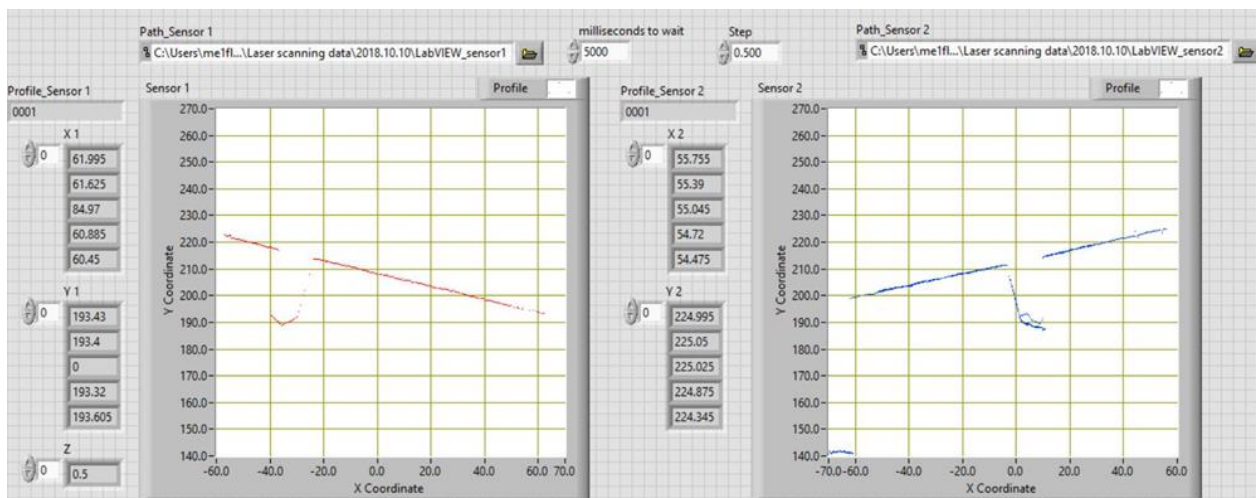 Path_Sensor 1
C:\Users\me1fl...\Laser scanning data\2018.10.10\LabVIEW_sensor1
milliseconds to wait
5000
Step
0.500
Path_Sensor 2
C:\Users\me1fl...\Laser scanning data\2018.10.10\LabVIEW_sensor2
Profile_Sensor 1
0001
X 1
0
61.995
61.625
84.97
60.885
60.45
Y 1
0
193.43
193.4
0
193.32
193.605
Z
0
0.5
Sensor 1
Profile
Y Coordinate
270.0
260.0
250.0
240.0
230.0
220.0
210.0
200.0
190.0
180.0
170.0
160.0
150.0
140.0
-60.0 -40.0 -20.0 0.0 20.0 40.0 60.0 70.0
X Coordinate
Profile_Sensor 2
0001
X 2
0
55.755
55.39
55.045
54.72
54.475
Y 2
0
224.995
225.05
225.025
224.875
224.345
Sensor 2
Profile
Y Coordinate
270.0
260.0
250.0
240.0
230.0
220.0
210.0
200.0
190.0
180.0
170.0
160.0
150.0
140.0
-70.0 -60.0 -40.0 -20.0 0.0 20.0 40.0 60.0
X Coordinate